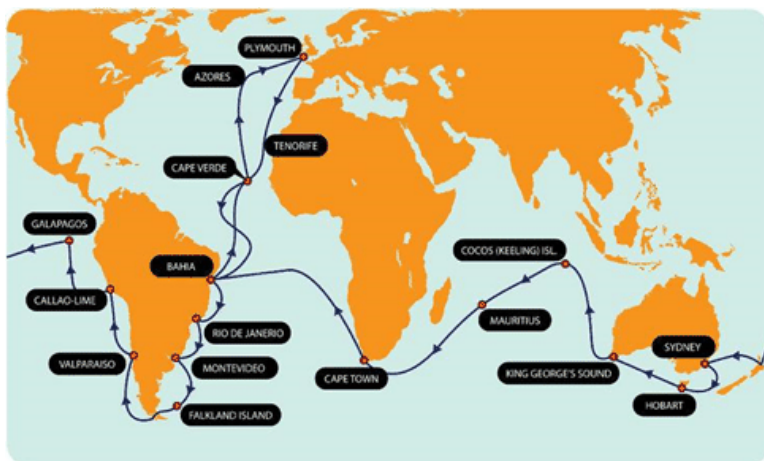 PLYMOUTH
AZORES
TENORIFE
CAPE VERDE
GALAPAGOS
COCOS (KEELING) ISL.
BAHIA
CALLAO-LIME
MAURITIUS
RIO DE JANERIO
SYDNEY
VALPARAISO
MONTEVIDEO
CAPE TOWN
KING GEORGE'S SOUND
HOBART
FALKLAND ISLAND